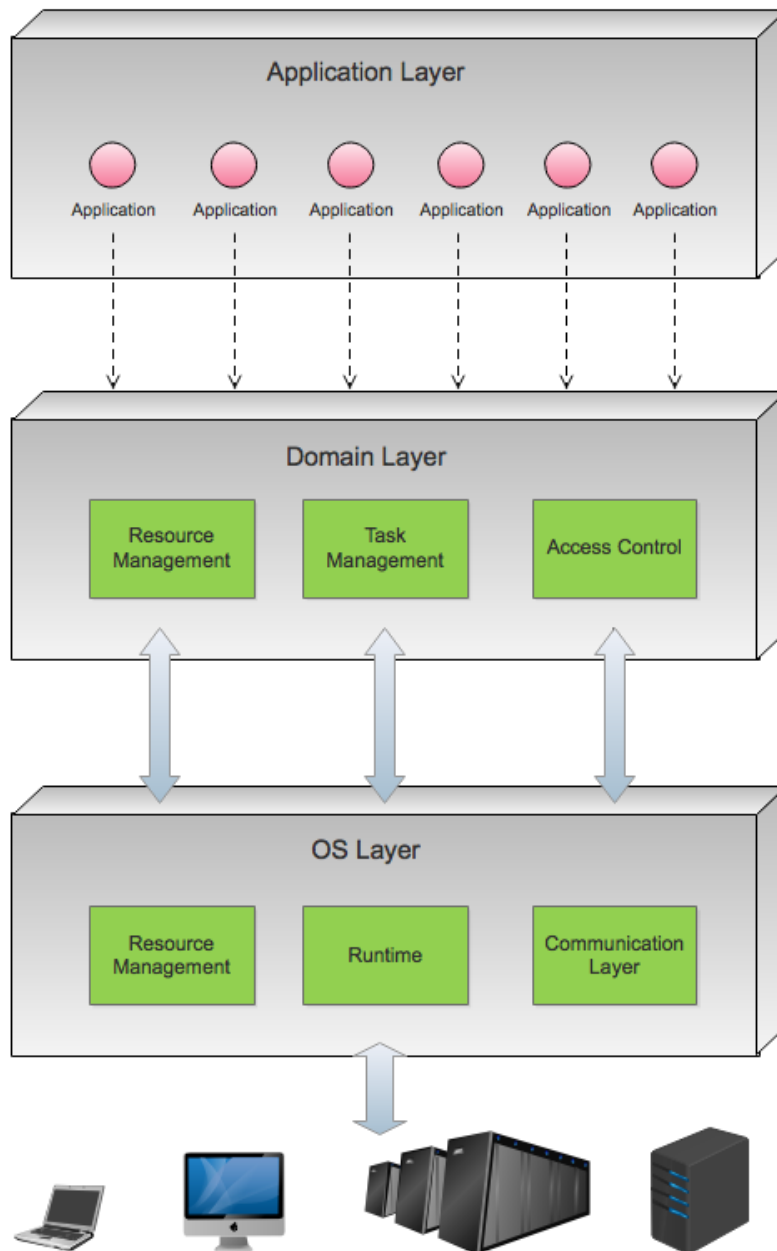 Application Layer
Application Application Application Application Application Application
Domain Layer
Resource
Management
Task
Management
Access Control
OS Layer
Resource
Management
Runtime
Communication
Layer